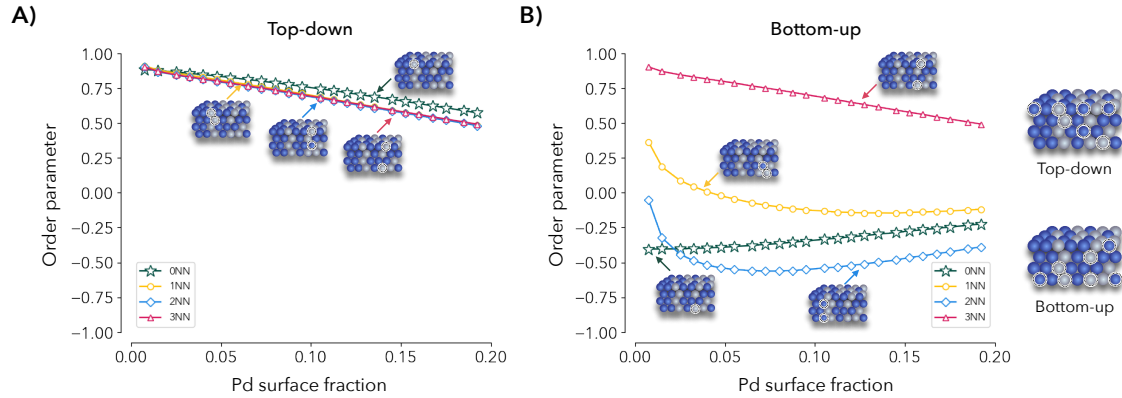 A)
Top-down
1.00
0.75
0.50
0.25
0.00
−0.25
−0.50
−0.75
−1.00
Order parameter
0NN
1NN
2NN
3NN
0.00
0.05
0.10
0.15
0.20
Pd surface fraction
B)
Bottom-up
1.00
0.75
0.50
0.25
0.00
−0.25
−0.50
−0.75
−1.00
Order parameter
0NN
1NN
2NN
3NN
0.00
0.05
0.10
0.15
0.20
Pd surface fraction
Top-down
Bottom-up